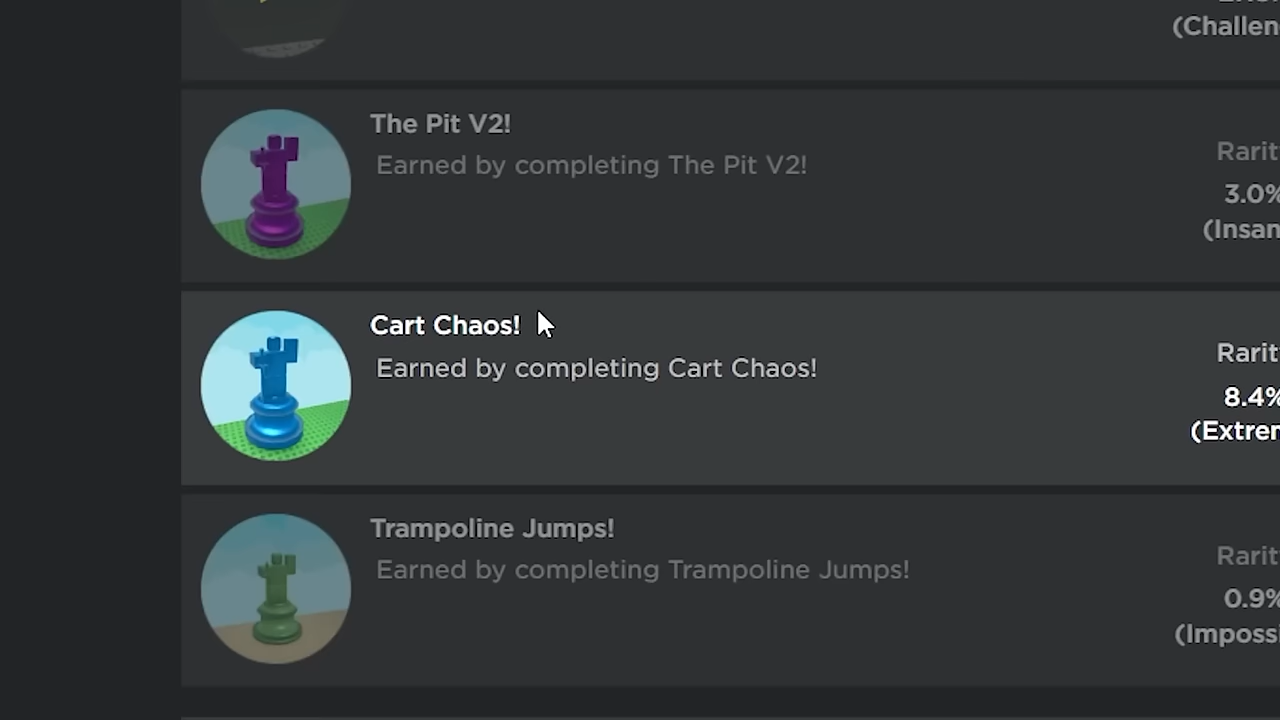 (Challen
The Pit V2!
Earned by completing The Pit V2!
Rarit
3.0%
(Insan
Cart Chaos!
Earned by completing Cart Chaos!
Rarit
8.4%
(Extrem
Trampoline Jumps!
Earned by completing Trampoline Jumps!
Rarit
0.9%
(Impossi